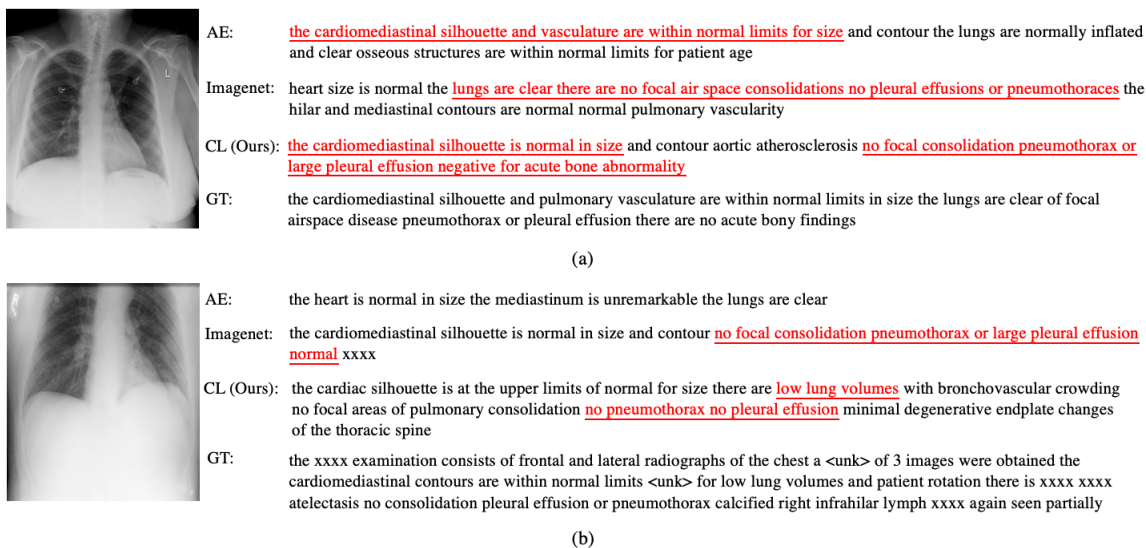 AE: the cardiomediastinal silhouette and vasculature are within normal limits for size and contour the lungs are normally inflated
and clear osseous structures are within normal limits for patient age
L
Imagenet: heart size is normal the lungs are clear there are no focal air space consolidations no pleural effusions or pneumothoraces the
hilar and mediastinal contours are normal normal pulmonary vascularity
CL (Ours): the cardiomediastinal silhouette is normal in size and contour aortic atherosclerosis no focal consolidation pneumothorax or
large pleural effusion negative for acute bone abnormality
GT: the cardiomediastinal silhouette and pulmonary vasculature are within normal limits in size the lungs are clear of focal
airspace disease pneumothorax or pleural effusion there are no acute bony findings
(a)
AE: the heart is normal in size the mediastinum is unremarkable the lungs are clear
Imagenet: the cardiomediastinal silhouette is normal in size and contour no focal consolidation pneumothorax or large pleural effusion
normal xxxx
CL (Ours): the cardiac silhouette is at the upper limits of normal for size there are low lung volumes with bronchovascular crowding
no focal areas of pulmonary consolidation no pneumothorax no pleural effusion minimal degenerative endplate changes
of the thoracic spine
GT: the xxxx examination consists of frontal and lateral radiographs of the chest a <unk> of 3 images were obtained the
cardiomediastinal contours are within normal limits <unk> for low lung volumes and patient rotation there is xxxx xxxx
atelectasis no consolidation pleural effusion or pneumothorax calcified right infrahilar lymph xxxx again seen partially
(b)